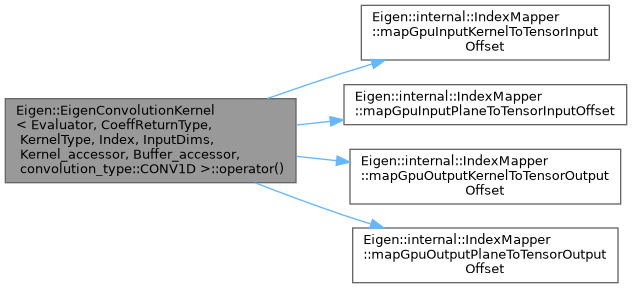 Eigen::EigenConvolutionKernel
< Evaluator, CoeffReturnType,
KernelType, Index, InputDims,
Kernel_accessor, Buffer_accessor,
convolution_type::CONV1D >::operator()
Eigen::internal::IndexMapper
::mapGpuInputKernelToTensorInput
Offset
Eigen::internal::IndexMapper
::mapGpuInputPlaneToTensorInputOffset
Eigen::internal::IndexMapper
::mapGpuOutputKernelToTensorOutput
Offset
Eigen::internal::IndexMapper
::mapGpuOutputPlaneToTensorOutput
Offset